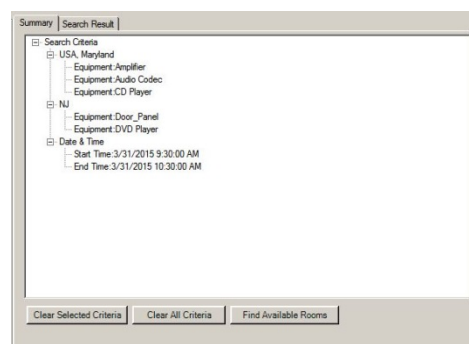 Summary Search Result
Search Criteria
USA, Maryland
Equipment:Amplifier
Equipment:Audio Codec
Equipment:CD Player
NJ
Equipment:Door_Panel
Equipment:DVD Player
Date & Time
Start Time:3/31/2015 9:30:00 AM
End Time:3/31/2015 10:30:00 AM
Clear Selected Criteria Clear All Criteria Find Available Rooms